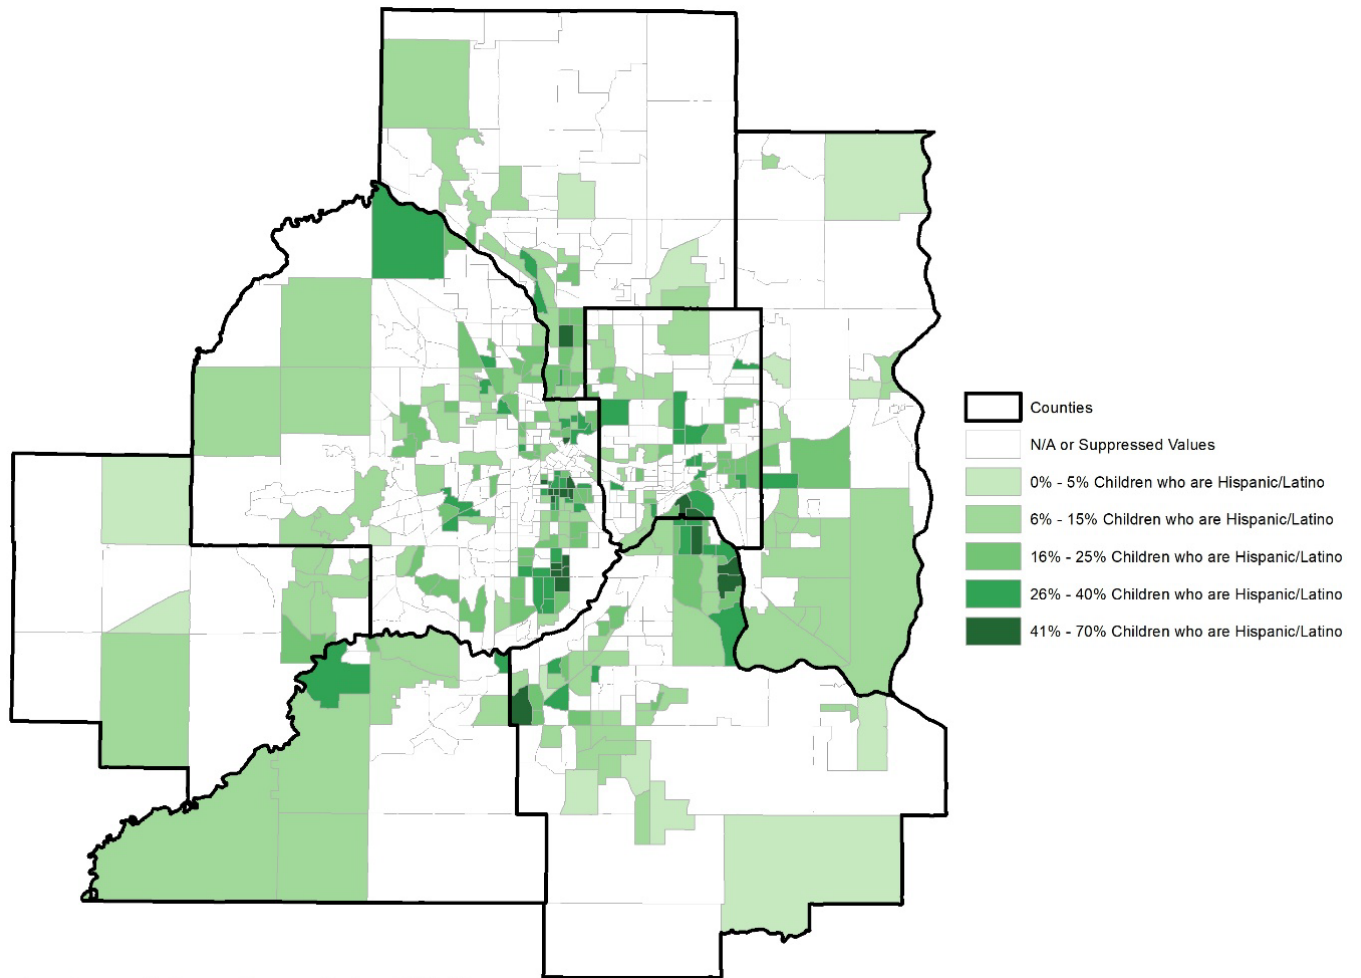 Counties
N/A or Suppressed Values
0% - 5% Children who are Hispanic/Latino
6% - 15% Children who are Hispanic/Latino
16% - 25% Children who are Hispanic/Latino
26% - 40% Children who are Hispanic/Latino
41% - 70% Children who are Hispanic/Latino